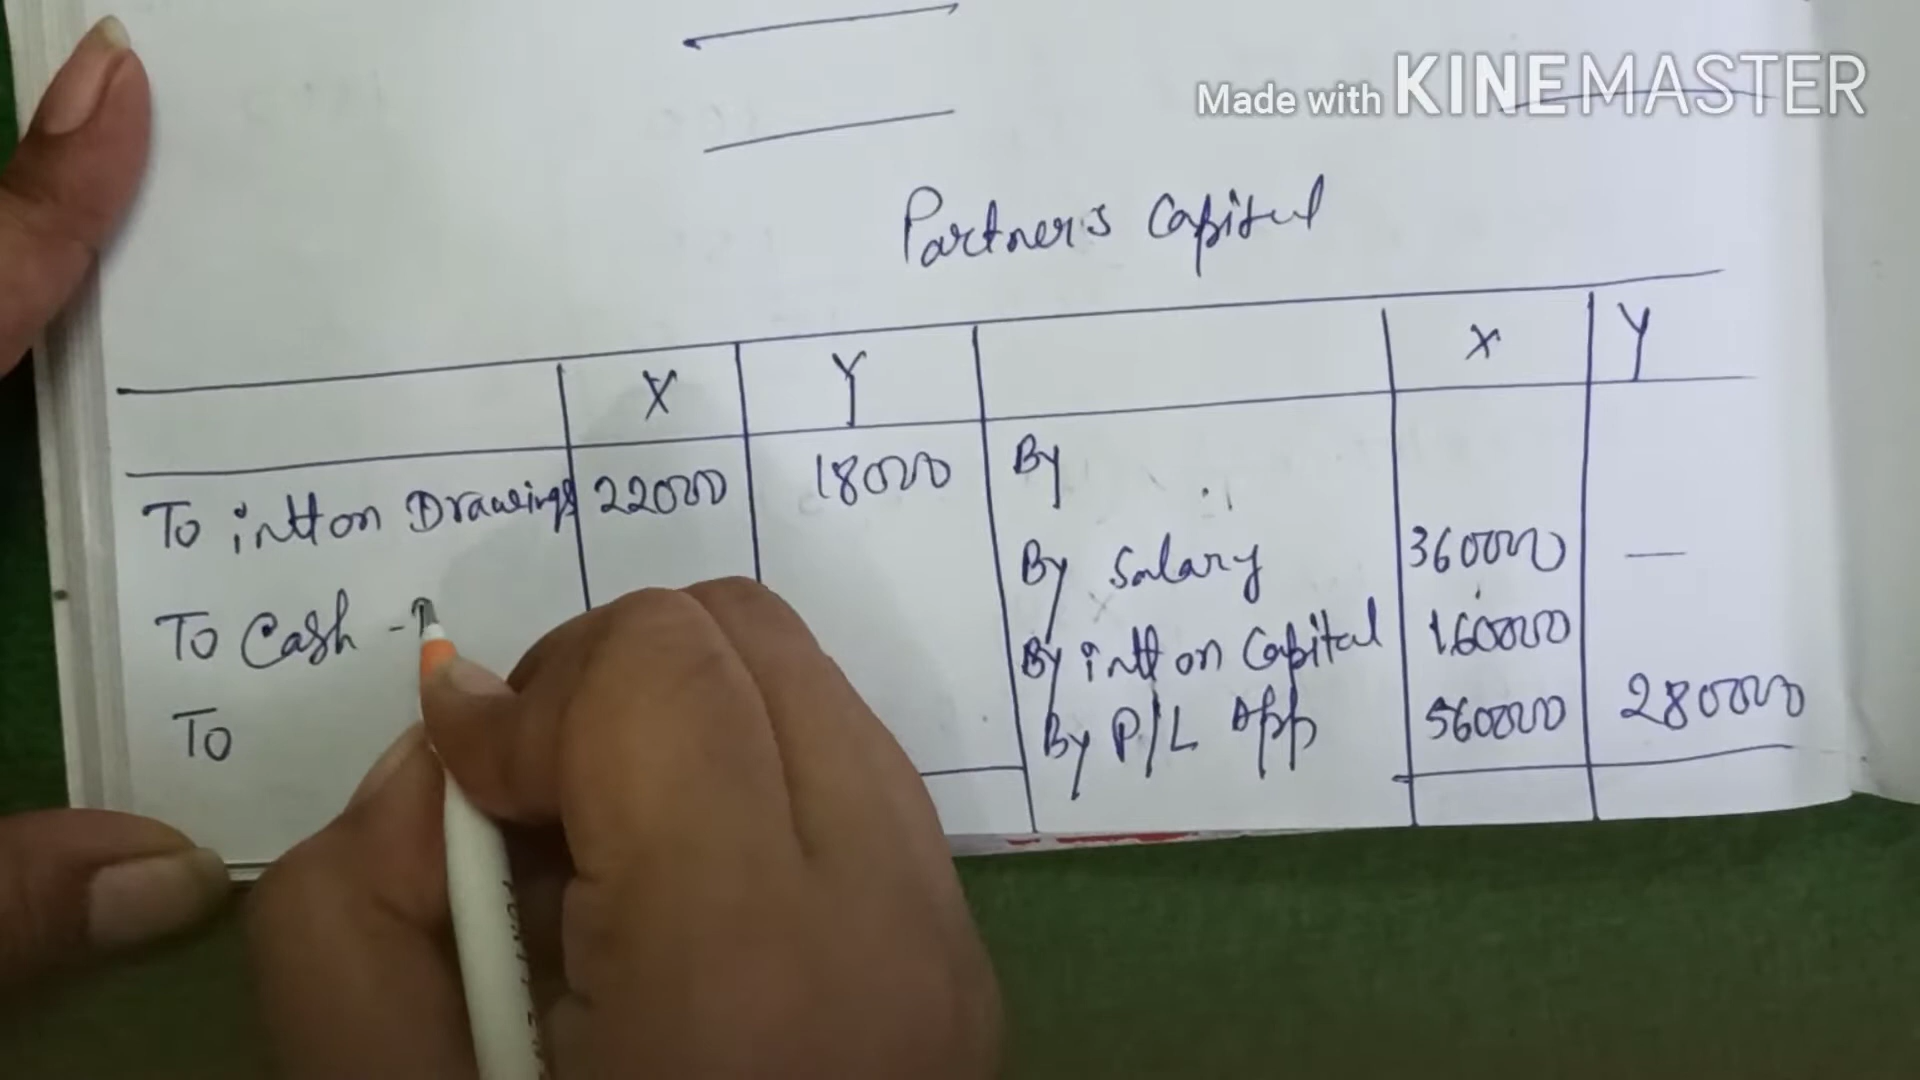 Made with KINEMASTER
Partner's Capital
X Y X Y
To intt on Drawings 22000 18000 By
By Salary 360000 —
To Cash -
By intt on Capital 160000
To
By P/L App 560000 280000